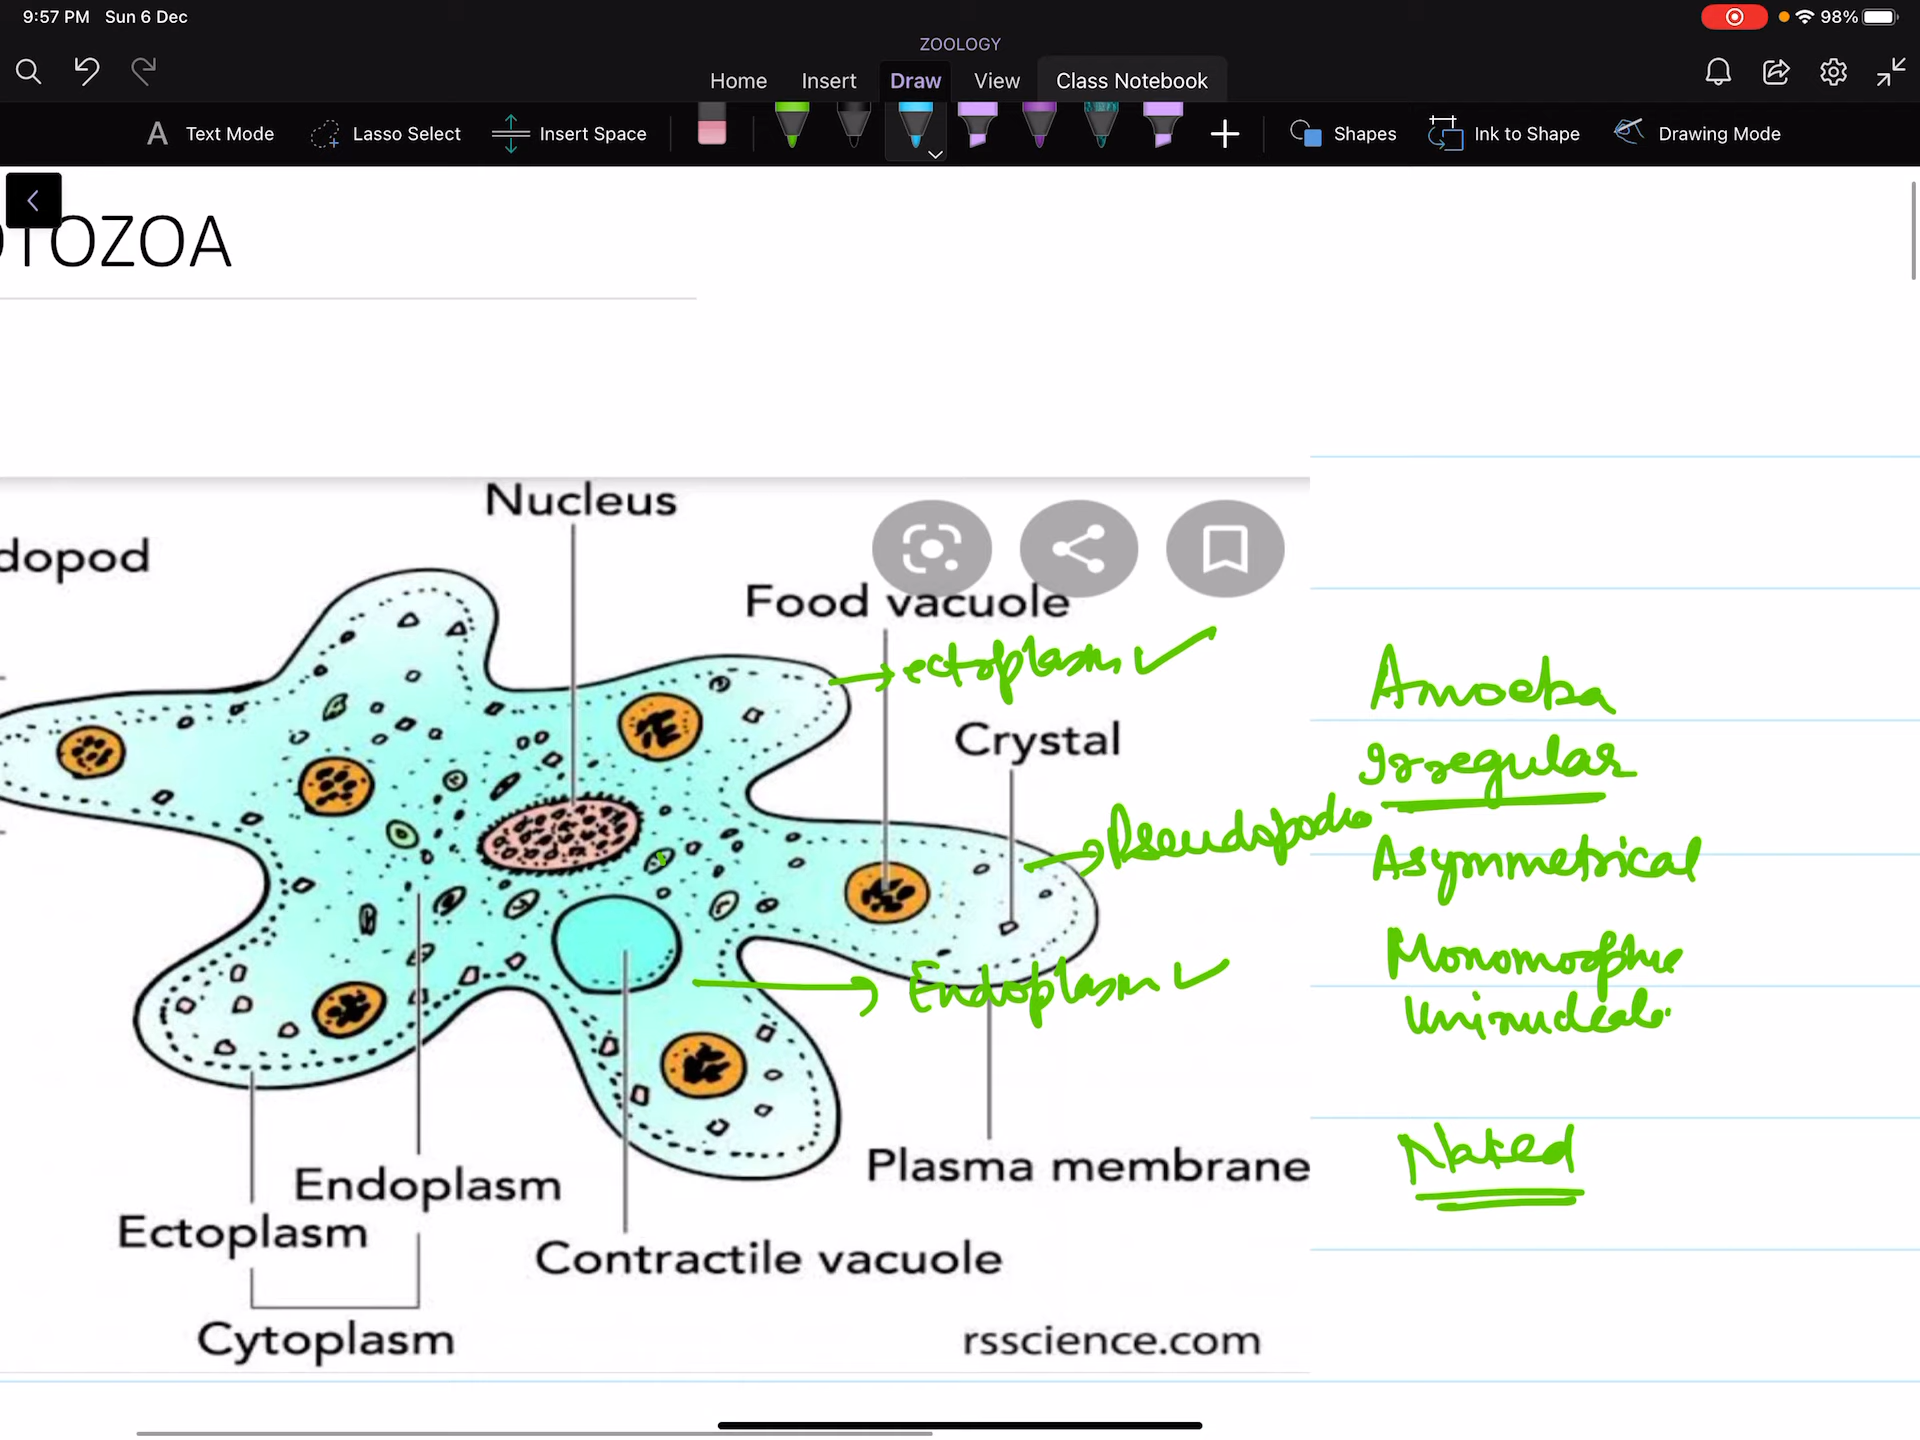 9:57 PM Sun 6 Dec
98%
ZOOLOGY
Home Insert Draw View Class Notebook
A Text Mode Lasso Select Insert Space Shapes Ink to Shape Drawing Mode
OTOZOA
Nucleus
dopod
Food vacuole
ectoplasm
Amoeba
Crystal
Irregular
Pseudopodia
Asymmetrical
Monomorphic
Endoplasm
Uninucleate
Naked
Plasma membrane
Endoplasm
Ectoplasm
Contractile vacuole
Cytoplasm
rsscience.com